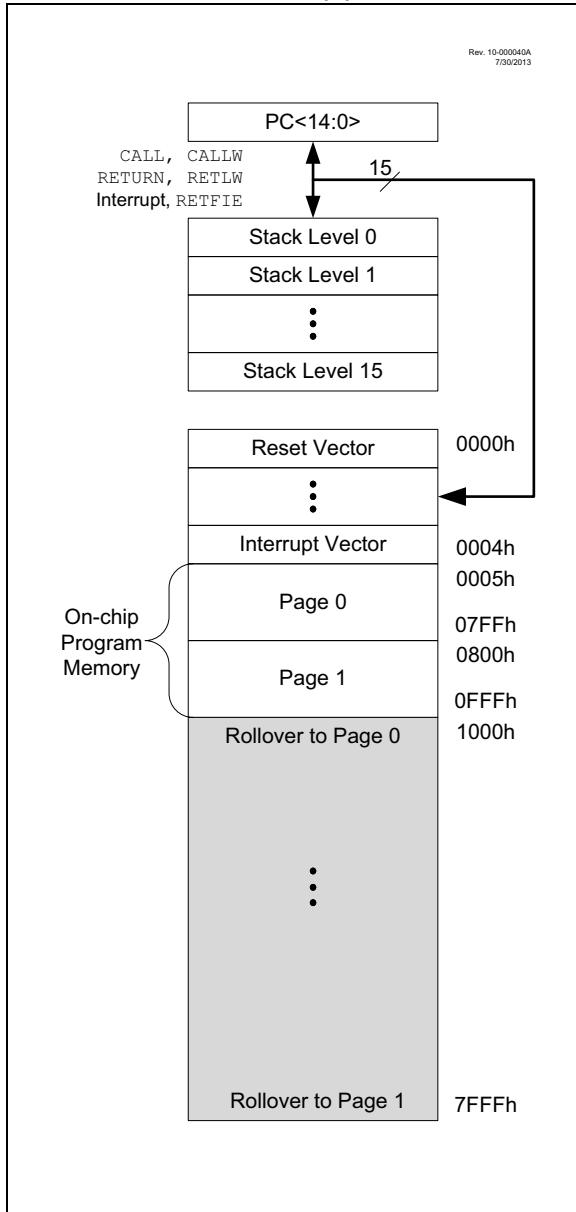 Rev. 10-000040A
7/30/2013
PC<14:0>
CALL, CALLW
RETURN, RETLW
Interrupt, RETFIE
15
Stack Level 0
Stack Level 1
Stack Level 15
Reset Vector
0000h
Interrupt Vector
0004h
0005h
On-chip
Program
Memory
Page 0
07FFh
0800h
Page 1
0FFFh
Rollover to Page 0
1000h
Rollover to Page 1
7FFFh